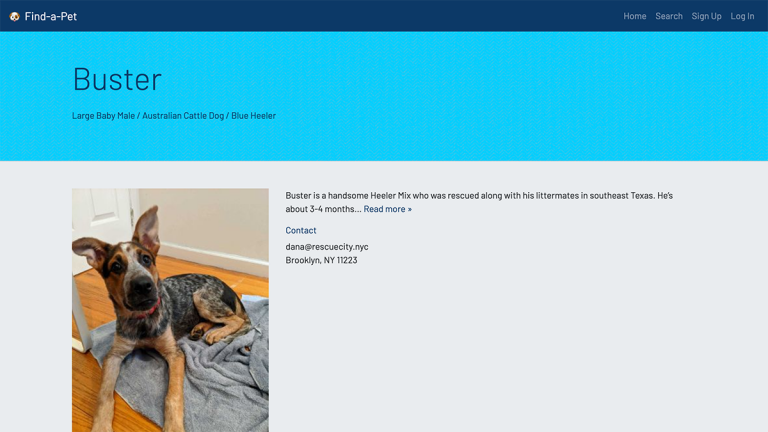 Find-a-Pet
Home Search Sign Up Log In
Buster
Large Baby Male / Australian Cattle Dog / Blue Heeler
Buster is a handsome Heeler Mix who was rescued along with his littermates in southeast Texas. He's
about 3-4 months... Read more »
Contact
dana@rescuecity.nyc
Brooklyn, NY 11223